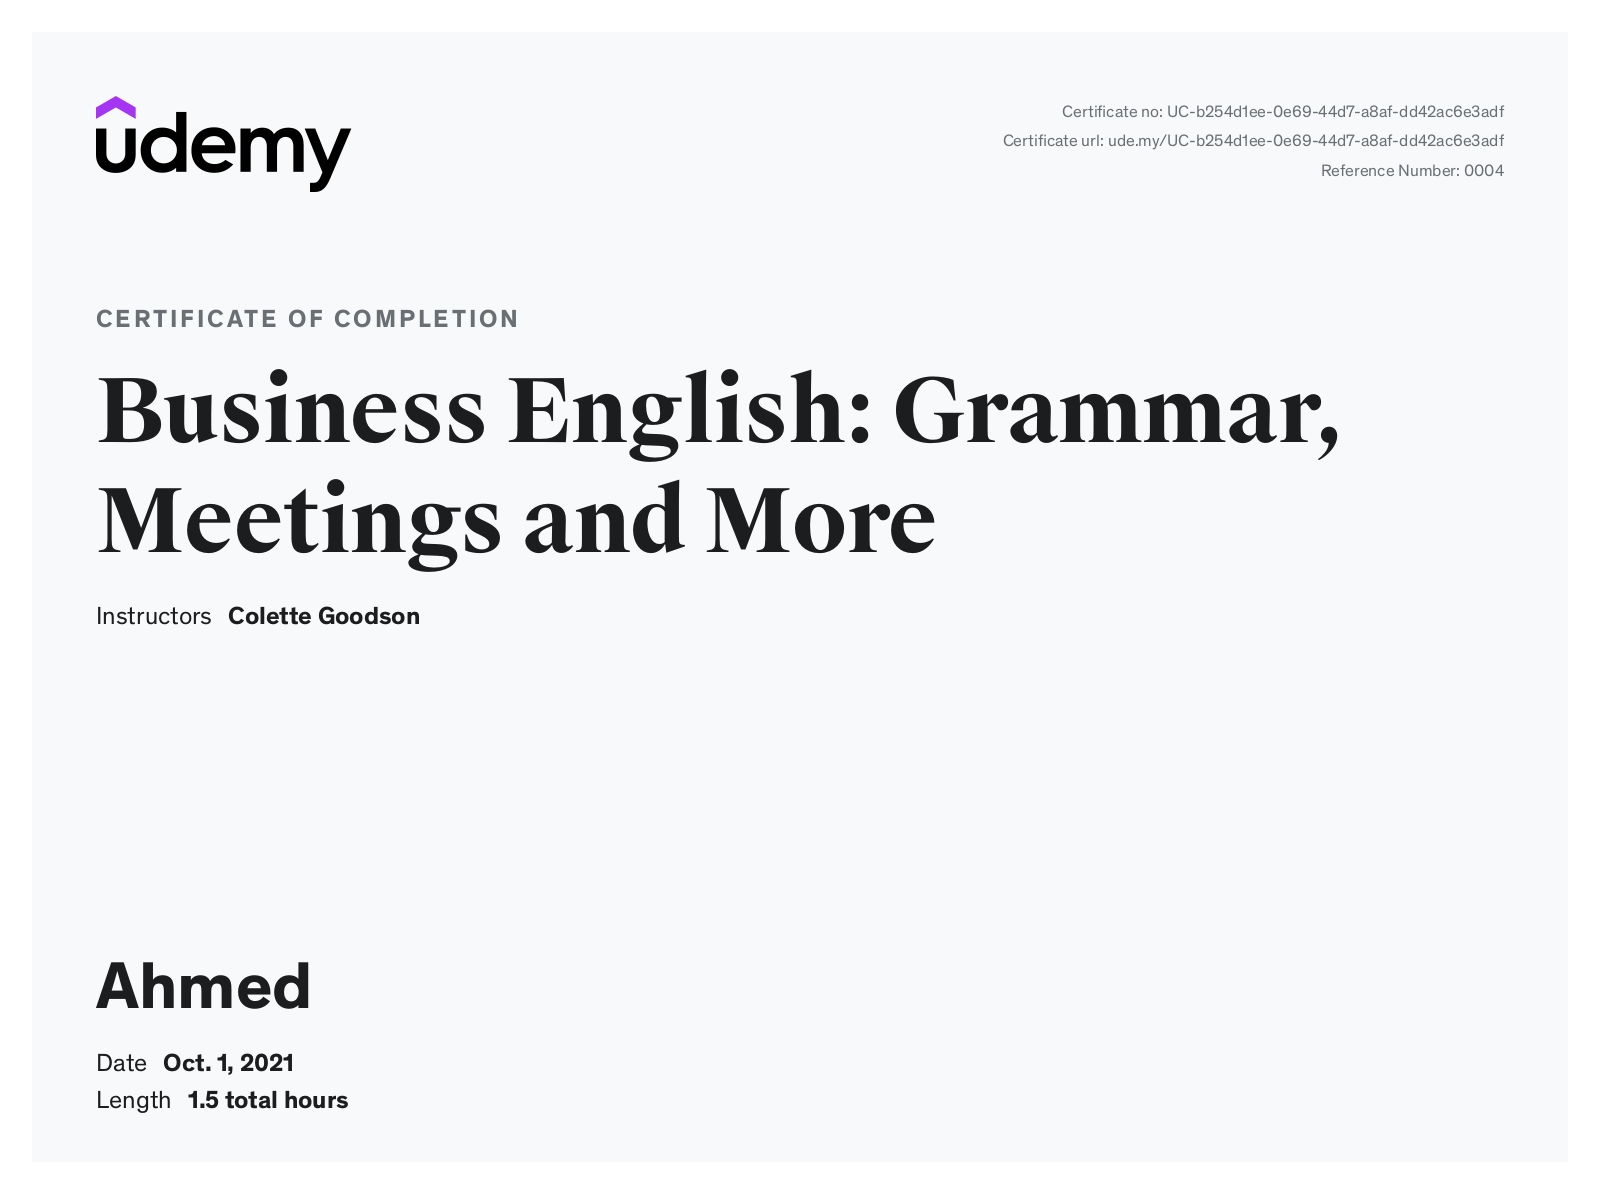 udemy
Certificate no: UC-b254d1ee-0e69-44d7-a8af-dd42ac6e3adf
Certificate url: ude.my/UC-b254d1ee-0e69-44d7-a8af-dd42ac6e3adf
Reference Number: 0004
CERTIFICATE OF COMPLETION
Business English: Grammar,
Meetings and More
Instructors Colette Goodson
Ahmed
Date Oct. 1, 2021
Length 1.5 total hours